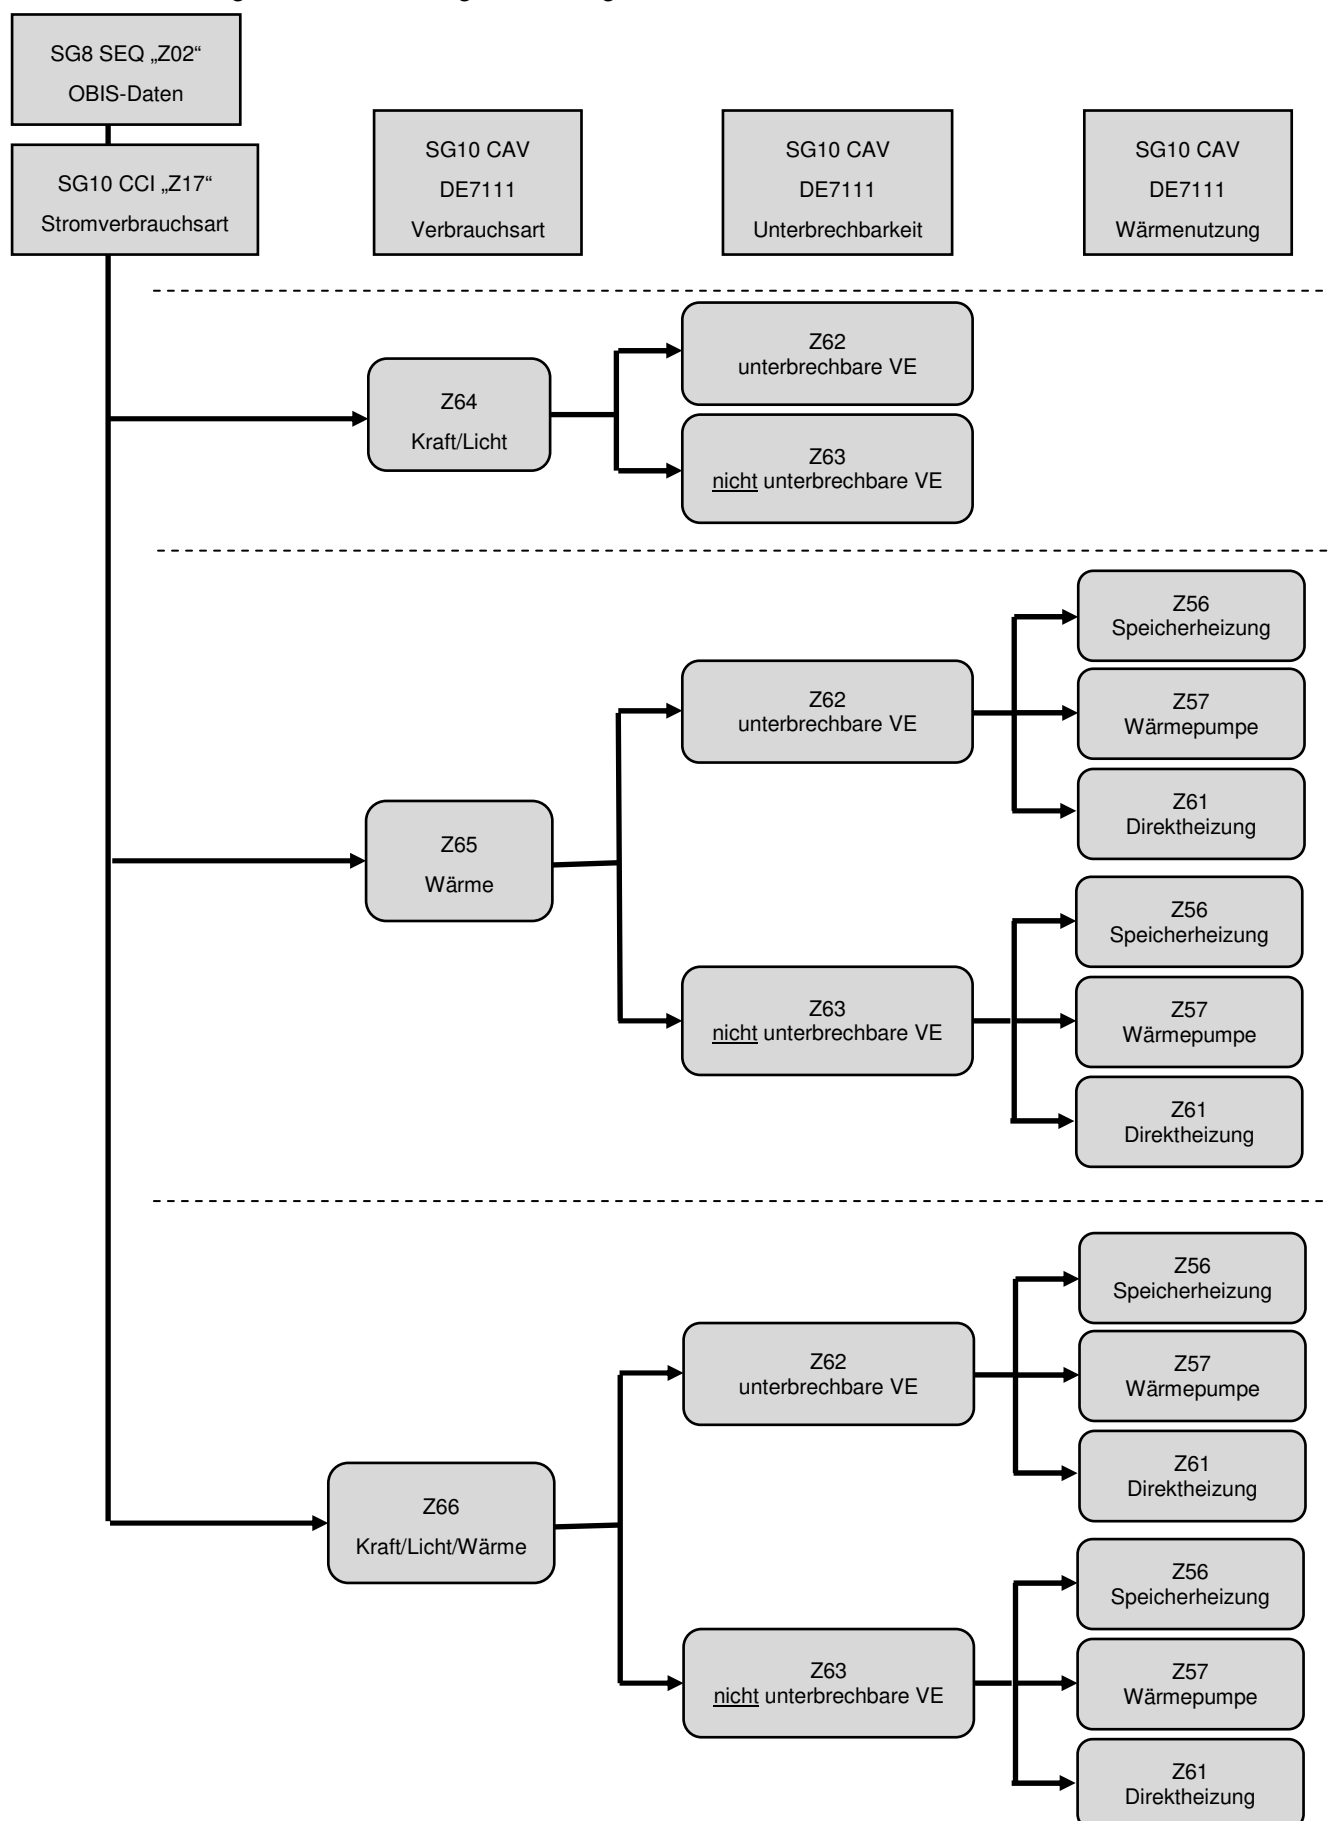 SG8 SEQ „Z02“
OBIS-Daten
SG10 CCI „Z17“
Stromverbrauchsart
SG10 CAV
DE7111
Verbrauchsart
SG10 CAV
DE7111
Unterbrechbarkeit
SG10 CAV
DE7111
Wärmenutzung
Z64
Kraft/Licht
Z62
unterbrechbare VE
Z63
nicht unterbrechbare VE
Z65
Wärme
Z62
unterbrechbare VE
Z56
Speicherheizung
Z57
Wärmepumpe
Z61
Direktheizung
Z63
nicht unterbrechbare VE
Z56
Speicherheizung
Z57
Wärmepumpe
Z61
Direktheizung
Z66
Kraft/Licht/Wärme
Z62
unterbrechbare VE
Z56
Speicherheizung
Z57
Wärmepumpe
Z61
Direktheizung
Z63
nicht unterbrechbare VE
Z56
Speicherheizung
Z57
Wärmepumpe
Z61
Direktheizung